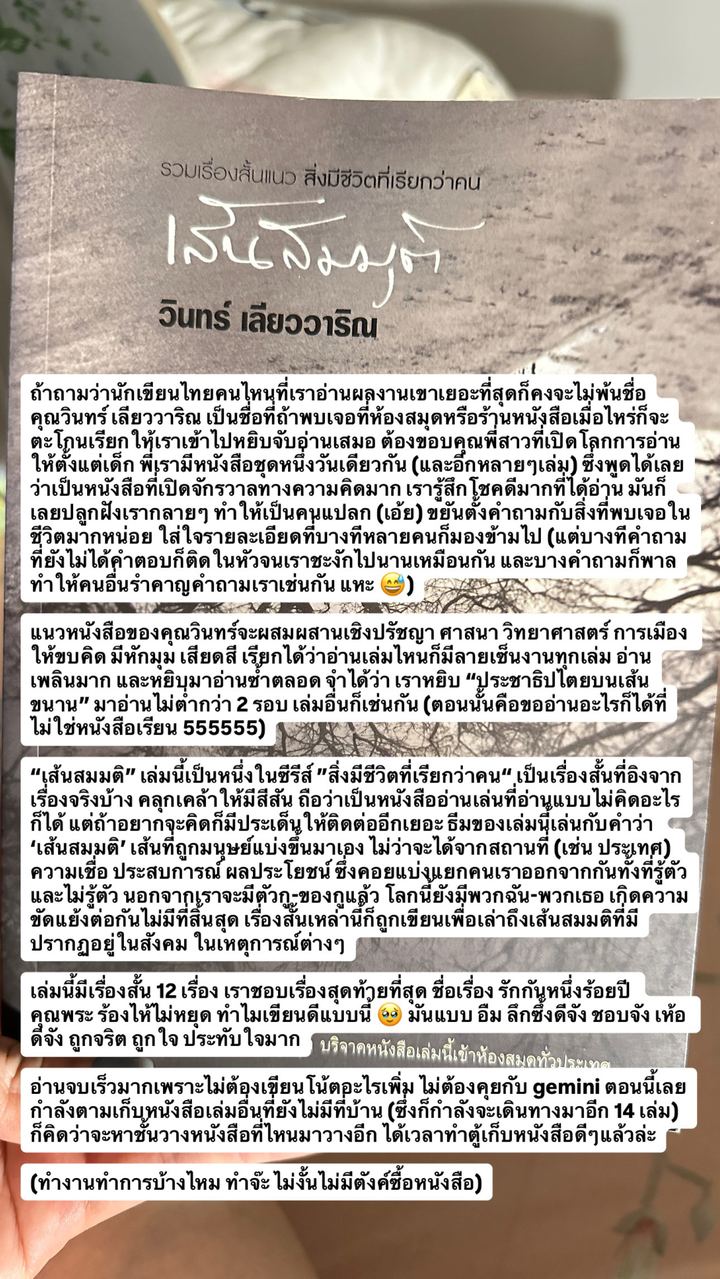 รวมเรื่องสั้นแนว สิ่งมีชีวิตที่เรียกว่าคน
เส้นสมมุติ
วินทร์ เลียววาริณ
ถ้าถามว่านักเขียนไทยคนไหนที่เราอ่านผลงานเขาเยอะที่สุดก็คงจะไม่พ้นชื่อ
คุณวินทร์ เลียววาริณ เป็นชื่อที่ถ้าพบเจอที่ห้องสมุดหรือร้านหนังสือเมื่อไหร่ก็จะ
ตะโกนเรียกให้เราเข้าไปหยิบจับอ่านเสมอ ต้องขอบคุณพี่สาวที่เปิดโลกการอ่าน
ให้ตั้งแต่เด็ก พี่เรามีหนังสือชุดหนึ่งวันเดียวกัน (และอีกหลายๆเล่ม) ซึ่งพูดได้เลย
ว่าเป็นหนังสือที่เปิดจักรวาลทางความคิดมาก เรารู้สึกโชคดีมากที่ได้อ่าน มันก็
เลยปลูกฝังเรากลายๆ ทำให้เป็นคนแปลก (เอ้ย) ขยันตั้งคำถามกับสิ่งที่พบเจอใน
ชีวิตมากหน่อย ใส่ใจรายละเอียดที่บางทีหลายคนก็มองข้ามไป (แต่บางทีคำถาม
ที่ยังไม่ได้คำตอบก็ติดในหัวจนเราชะงักไปนานเหมือนกัน และบางคำถามก็พาล
ทำให้คนอื่นรำคาญคำถามเราเช่นกัน แหะ 😅)
แนวหนังสือของคุณวินทร์จะผสมผสานเชิงปรัชญา ศาสนา วิทยาศาสตร์ การเมือง
ให้ขบคิด มีหักมุม เสียดสี เรียกได้ว่าอ่านเล่มไหนก็มีลายเซ็นงานทุกเล่ม อ่าน
เพลินมาก และหยิบมาอ่านซ้ำตลอด จำได้ว่า เราหยิบ “ประชาธิปไตยบนเส้น
ขนาน” มาอ่านไม่ต่ำกว่า 2 รอบ เล่มอื่นก็เช่นกัน (ตอนนั้นคือขออ่านอะไรก็ได้ที่
ไม่ใช่หนังสือเรียน 555555)
“เส้นสมมติ” เล่มนี้เป็นหนึ่งในซีรีส์ ”สิ่งมีชีวิตที่เรียกว่าคน“ เป็นเรื่องสั้นที่อิงจาก
เรื่องจริงบ้าง คลุกเคล้าให้มีสีสัน ถือว่าเป็นหนังสืออ่านเล่นที่อ่านแบบไม่คิดอะไร
ก็ได้ แต่ถ้าอยากจะคิดก็มีประเด็นให้ติดต่ออีกเยอะ ธีมของเล่มนี้เล่นกับคำว่า
‘เส้นสมมติ’ เส้นที่ถูกมนุษย์แบ่งขึ้นมาเอง ไม่ว่าจะได้จากสถานที่ (เช่น ประเทศ)
ความเชื่อ ประสบการณ์ ผลประโยชน์ ซึ่งคอยแบ่งแยกคนเราออกจากกันทั้งที่รู้ตัว
และไม่รู้ตัว นอกจากเราจะมีตัวกู-ของกูแล้ว โลกนี้ยังมีพวกฉัน-พวกเธอ เกิดความ
ขัดแย้งต่อกันไม่มีที่สิ้นสุด เรื่องสั้นเหล่านี้ก็ถูกเขียนเพื่อเล่าถึงเส้นสมมติที่มี
ปรากฏอยู่ในสังคม ในเหตุการณ์ต่างๆ
เล่มนี้มีเรื่องสั้น 12 เรื่อง เราชอบเรื่องสุดท้ายที่สุด ชื่อเรื่อง รักกันหนึ่งร้อยปี
คุณพระ ร้องไห้ไม่หยุด ทำไมเขียนดีแบบนี้ 🥹 มันแบบ อืม ลึกซึ้งดีจัง ชอบจัง เห้อ
ดีจัง ถูกจริต ถูกใจ ประทับใจมาก
บริจาคหนังสือเล่มนี้เข้าห้องสมุดทั่วประเทศ
อ่านจบเร็วมากเพราะไม่ต้องเขียนโน้ตอะไรเพิ่ม ไม่ต้องคุยกับ gemini ตอนนี้เลย
กำลังตามเก็บหนังสือเล่มอื่นที่ยังไม่มีที่บ้าน (ซึ่งก็กำลังจะเดินทางมาอีก 14 เล่ม)
ก็คิดว่าจะหาชั้นวางหนังสือที่ไหนมาวางอีก ได้เวลาทำตู้เก็บหนังสือดีๆแล้วล่ะ
(ทำงานทำการบ้างไหม ทำจ๊ะ ไม่งั้นไม่มีตังค์ซื้อหนังสือ)